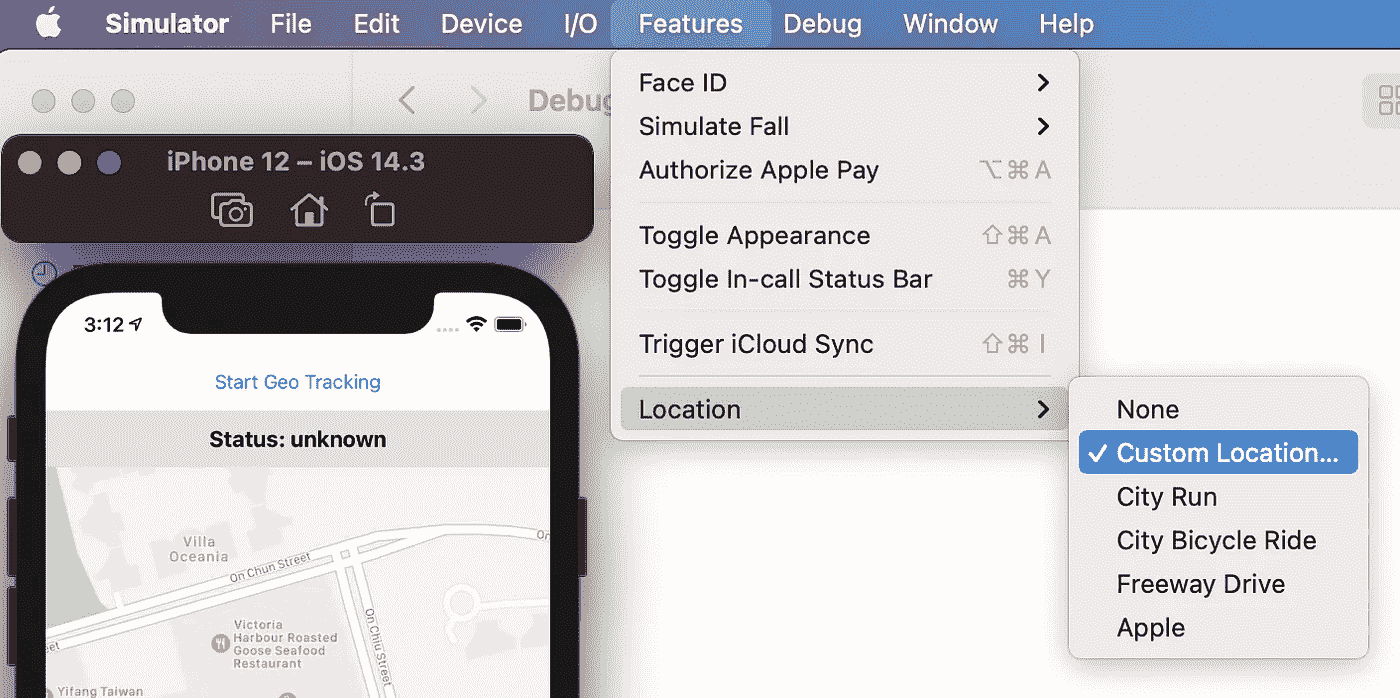 Simulator File Edit Device I/O Features Debug Window Help
Debug
iPhone 12 – iOS 14.3
3:12
Start Geo Tracking
Status: unknown
Villa
Oceania
On Chun Street
On
On Chiu Street
Victoria
Harbour Roasted
Goose Seafood
Restaurant
eet
Yifang Taiwan
Face ID
Simulate Fall
Authorize Apple Pay ⌥⌘A
Toggle Appearance ⇧⌘A
Toggle In-call Status Bar ⌘Y
Trigger iCloud Sync ⇧⌘I
Location
None
✓ Custom Location...
City Run
City Bicycle Ride
Freeway Drive
Apple